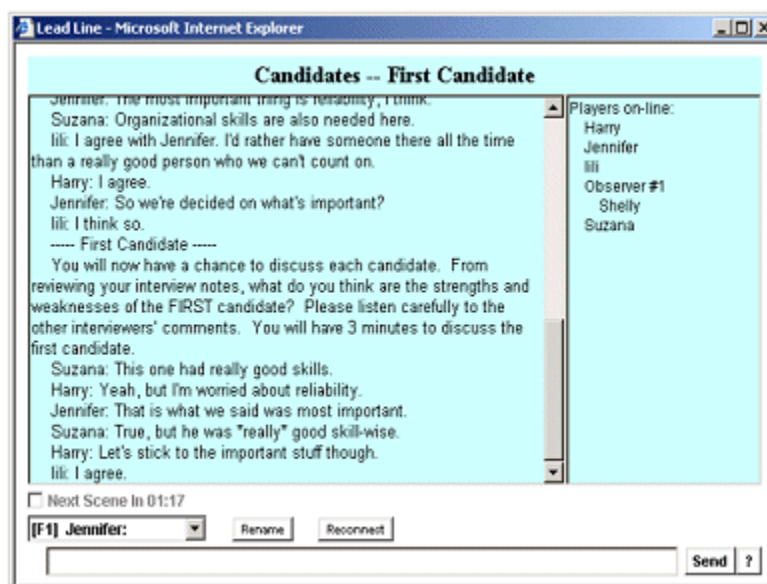 Lead Line - Microsoft Internet Explorer
Candidates -- First Candidate
Jennifer: The most important thing is reliability, I think.
Suzana: Organizational skills are also needed here.
lili: I agree with Jennifer. I'd rather have someone there all the time
than a really good person who we can't count on.
Harry: I agree.
Jennifer: So we're decided on what's important?
lili: I think so.
----- First Candidate -----
You will now have a chance to discuss each candidate. From
reviewing your interview notes, what do you think are the strengths and
weaknesses of the FIRST candidate? Please listen carefully to the
other interviewers' comments. You will have 3 minutes to discuss the
first candidate.
Suzana: This one had really good skills.
Harry: Yeah, but I'm worried about reliability.
Jennifer: That is what we said was most important.
Suzana: True, but he was *really* good skill-wise.
Harry: Let's stick to the important stuff though.
lili: I agree.
Players on-line:
Harry
Jennifer
lili
Observer #1
Shelly
Suzana
Next Scene In 01:17
[F1] Jennifer:
Rename
Reconnect
Send
?